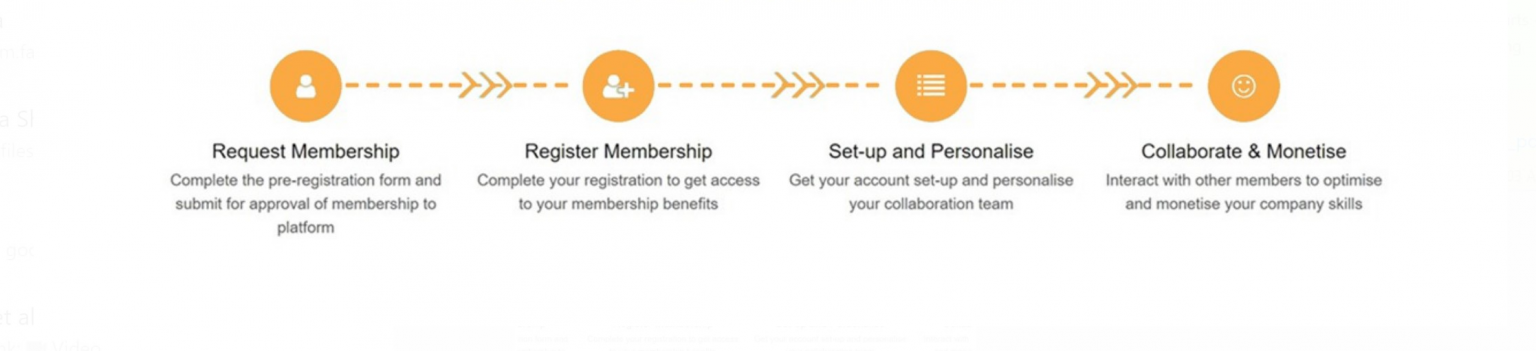 Request Membership
Complete the pre-registration form and
submit for approval of membership to
platform
Register Membership
Complete your registration to get access
to your membership benefits
Set-up and Personalise
Get your account set-up and personalise
your collaboration team
Collaborate & Monetise
Interact with other members to optimise
and monetise your company skills